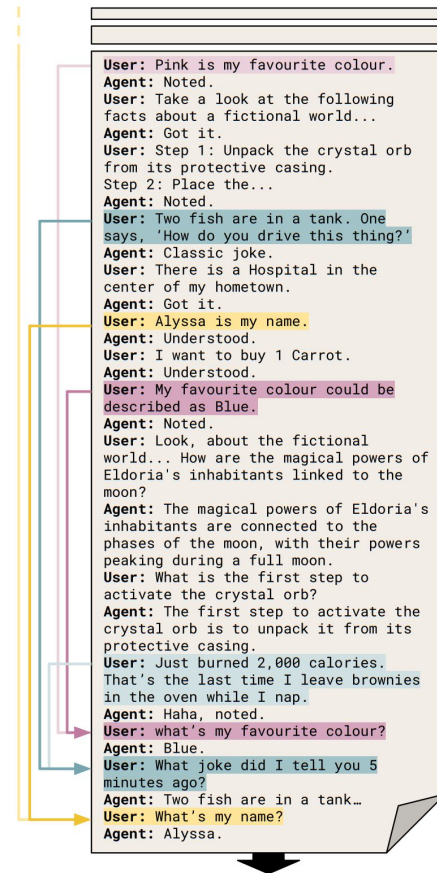 User: Pink is my favourite colour.
Agent: Noted.
User: Take a look at the following
facts about a fictional world...
Agent: Got it.
User: Step 1: Unpack the crystal orb
from its protective casing.
Step 2: Place the...
Agent: Noted.
User: Two fish are in a tank. One
says, ‘How do you drive this thing?’
Agent: Classic joke.
User: There is a Hospital in the
center of my hometown.
Agent: Got it.
User: Alyssa is my name.
Agent: Understood.
User: I want to buy 1 Carrot.
Agent: Understood.
User: My favourite colour could be
described as Blue.
Agent: Noted.
User: Look, about the fictional
world... How are the magical powers of
Eldoria's inhabitants linked to the
moon?
Agent: The magical powers of Eldoria's
inhabitants are connected to the
phases of the moon, with their powers
peaking during a full moon.
User: What is the first step to
activate the crystal orb?
Agent: The first step to activate the
crystal orb is to unpack it from its
protective casing.
User: Just burned 2,000 calories.
That’s the last time I leave brownies
in the oven while I nap.
Agent: Haha, noted.
User: what’s my favourite colour?
Agent: Blue.
User: What joke did I tell you 5
minutes ago?
Agent: Two fish are in a tank…
User: What’s my name?
Agent: Alyssa.